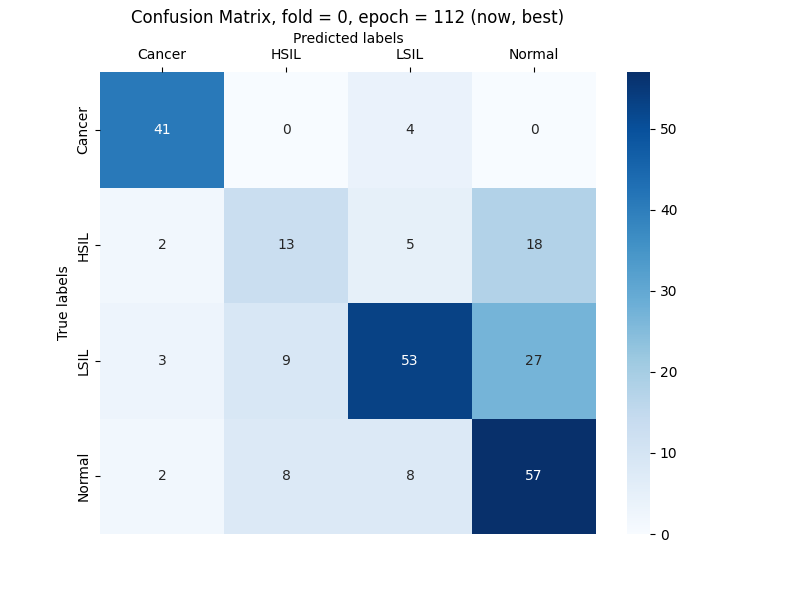 Confusion Matrix, fold = 0, epoch = 112 (now, best)
Predicted labels
Cancer HSIL LSIL Normal
True labels
Cancer 41 0 4 0
HSIL 2 13 5 18
LSIL 3 9 53 27
Normal 2 8 8 57
50
40
30
20
10
0